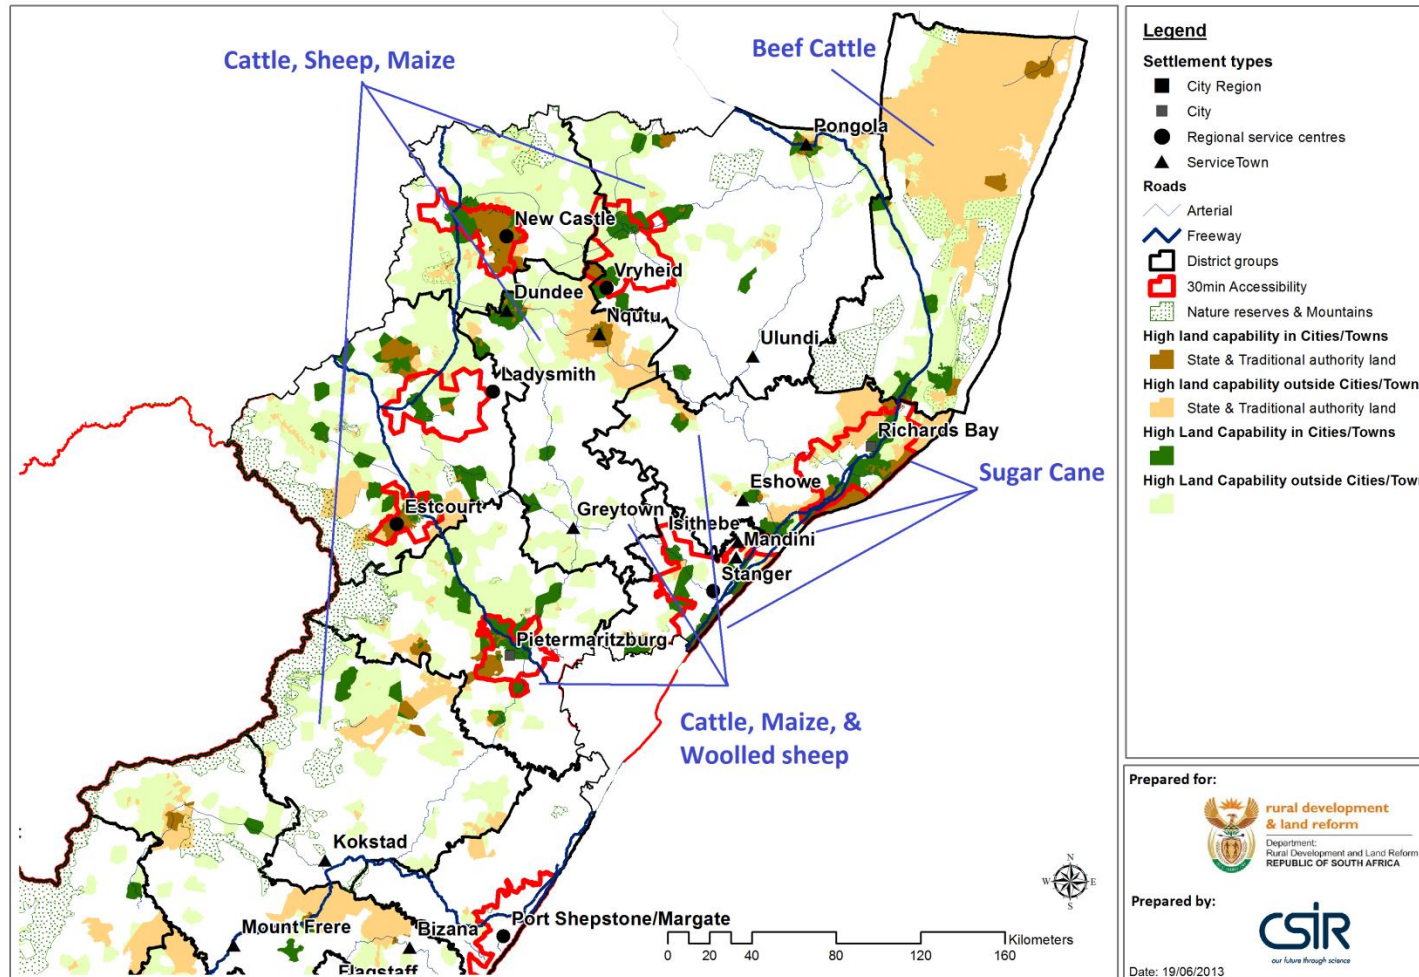 Cattle, Sheep, Maize
Beef Cattle
Pongola
New Castle
Vryheid
Dundee
Nqutu
Ulundi
Ladysmith
Richards Bay
Sugar Cane
Eshowe
Estcourt
Greytown
Isithebe
Mandini
Stanger
Pietermaritzburg
Cattle, Maize, &
Woolled sheep
Kokstad
Port Shepstone/Margate
Mount Frere
Bizana
Flagstaff
Kilometers
0 20 40 80 120 160
N
W E
S
Legend
Settlement types
City Region
City
Regional service centres
ServiceTown
Roads
Arterial
Freeway
District groups
30min Accessibility
Nature reserves & Mountains
High land capability in Cities/Towns
State & Traditional authority land
High land capability outside Cities/Town
State & Traditional authority land
High Land Capability in Cities/Towns
High Land Capability outside Cities/Tow
Prepared for:
rural development
& land reform
Department:
Rural Development and Land Reform
REPUBLIC OF SOUTH AFRICA
Prepared by:
CSIR
our future through science
Date: 19/06/2013